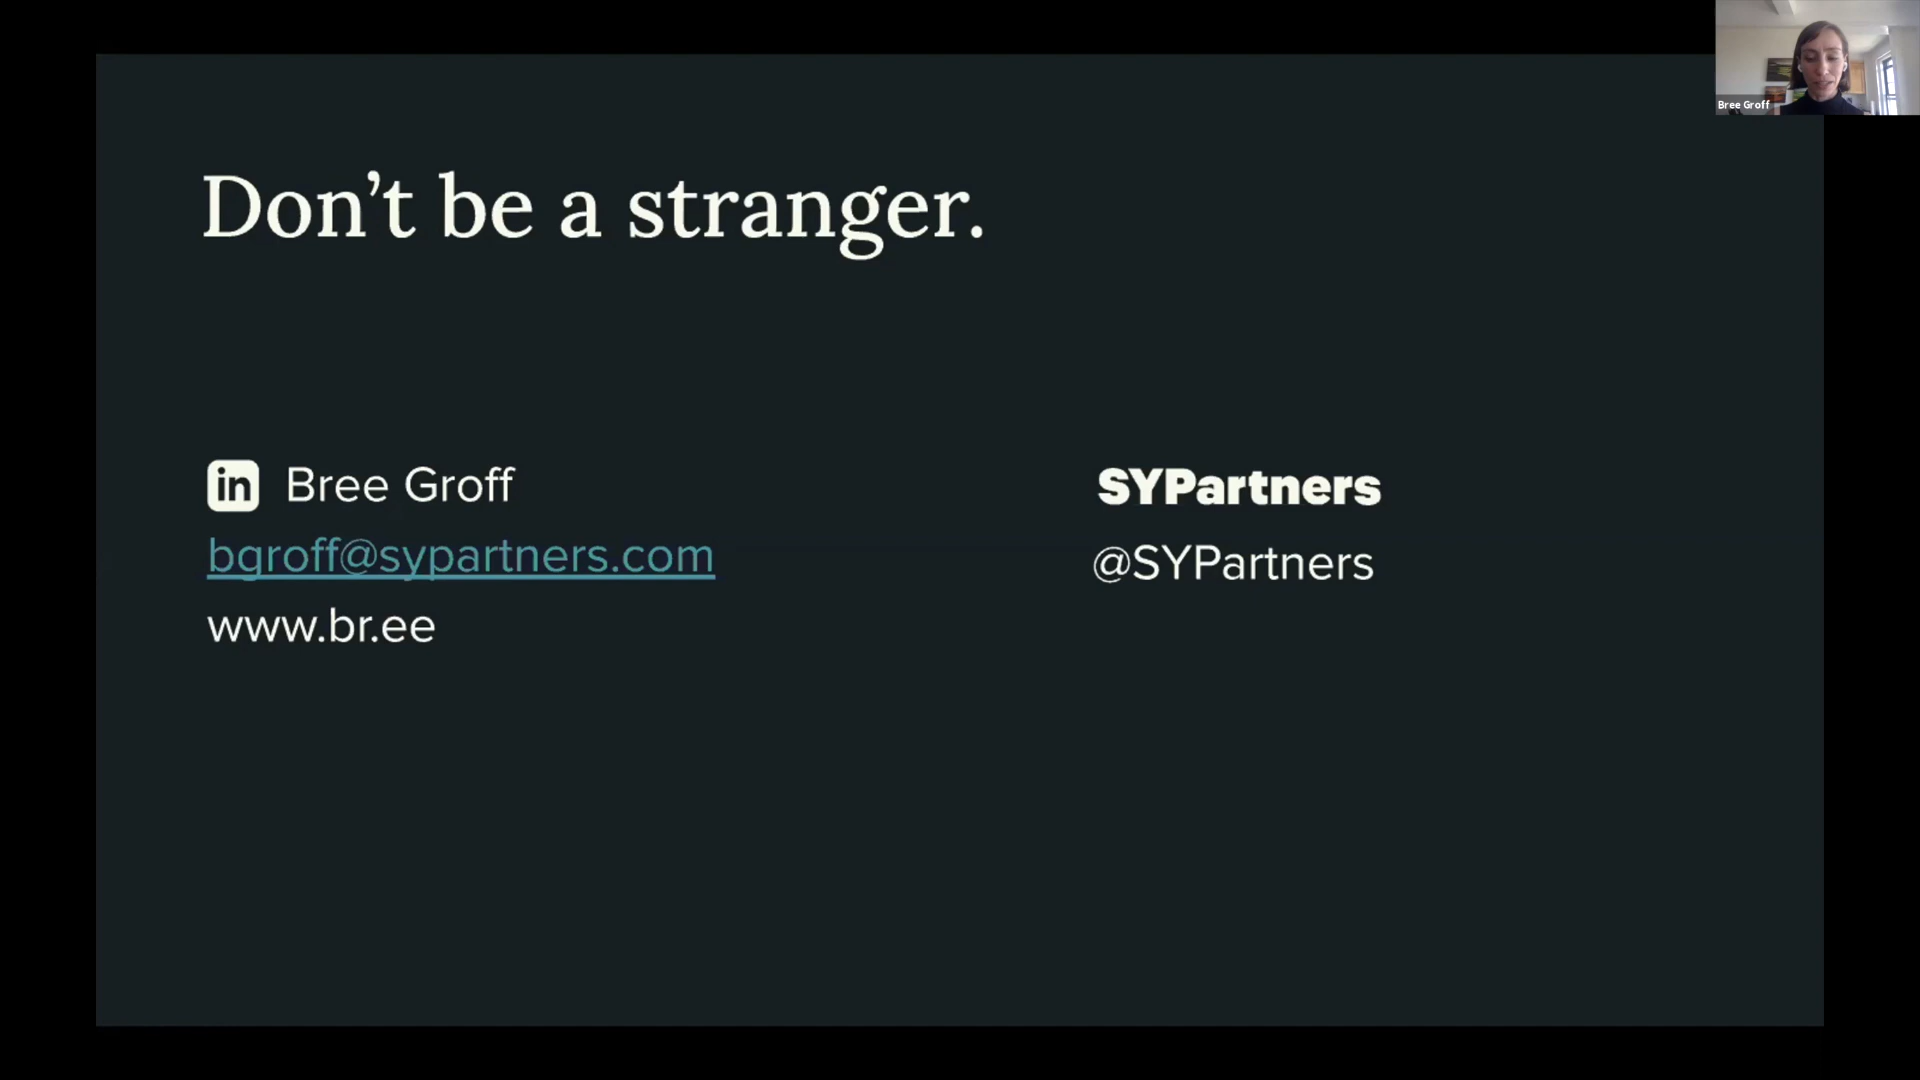 Don’t be a stranger.
in Bree Groff
bgroff@sypartners.com
www.br.ee
SYPartners
@SYPartners
Bree Groff